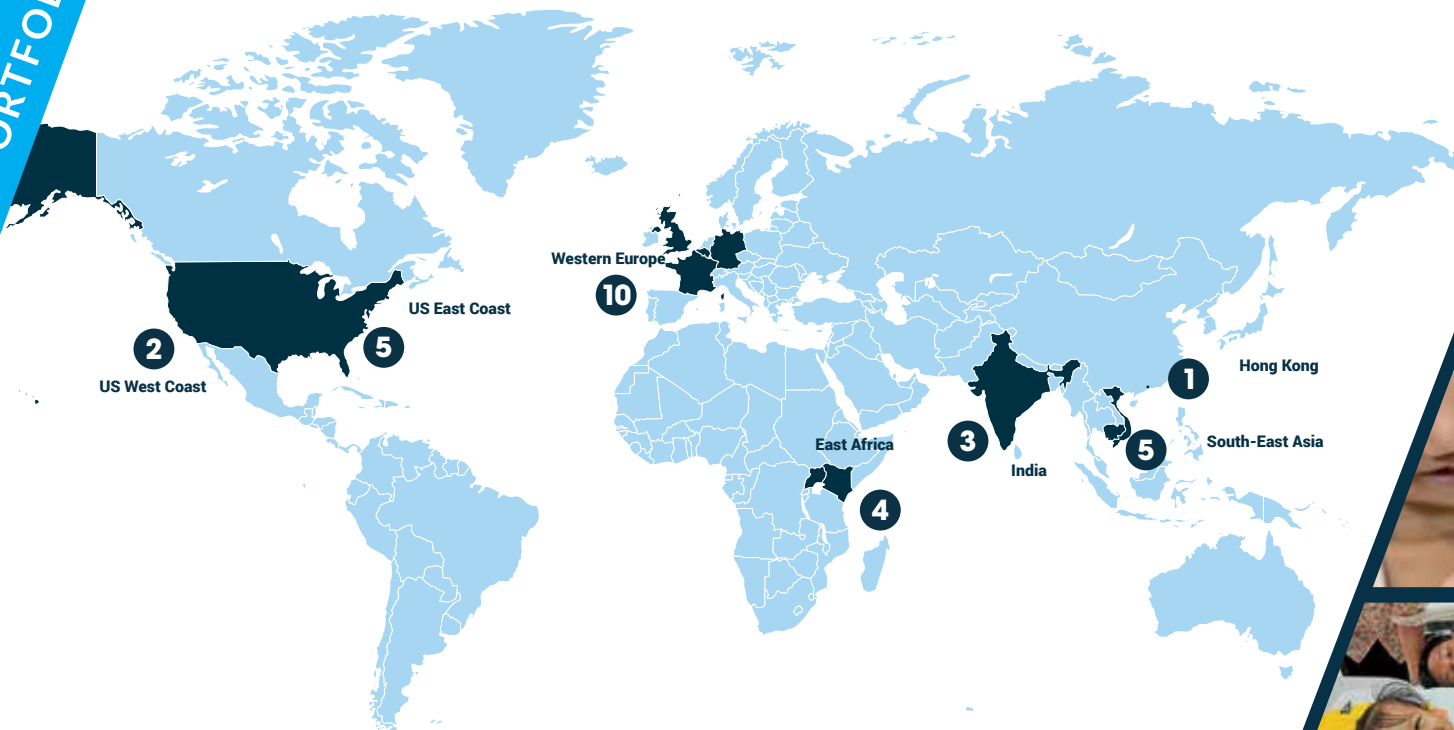 Western Europe
10
US East Coast
5
2
US West Coast
Hong Kong
1
South-East Asia
5
3
India
East Africa
4